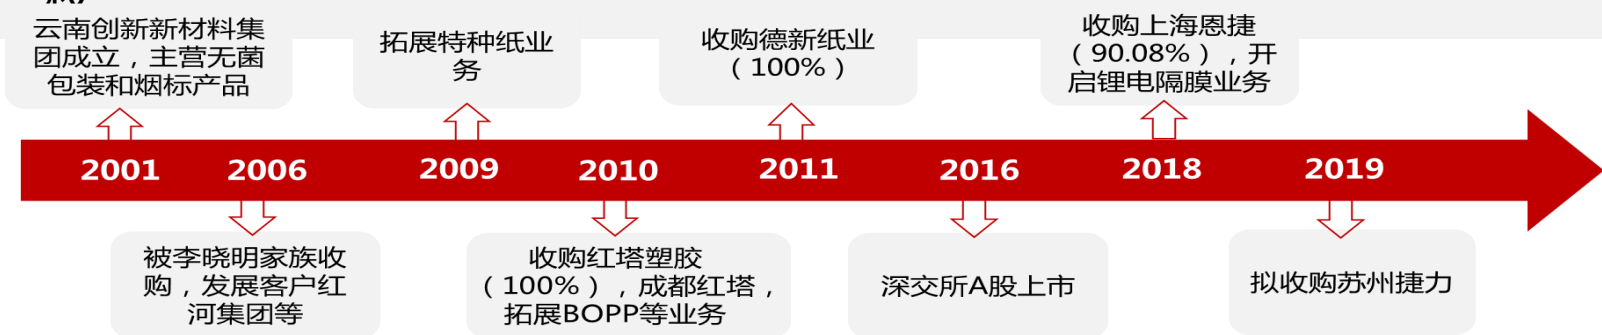 云南创新新材料集
团成立，主营无菌
包装和烟标产品
拓展特种纸业
务
收购德新纸业
（100%）
收购上海恩捷
（90.08%），开
启锂电隔膜业务
2001 2006 2009 2010 2011 2016 2018 2019
被李晓明家族收
购，发展客户红
河集团等
收购红塔塑胶
（100%），成都红塔，
拓展BOPP等业务
深交所A股上市
拟收购苏州捷力